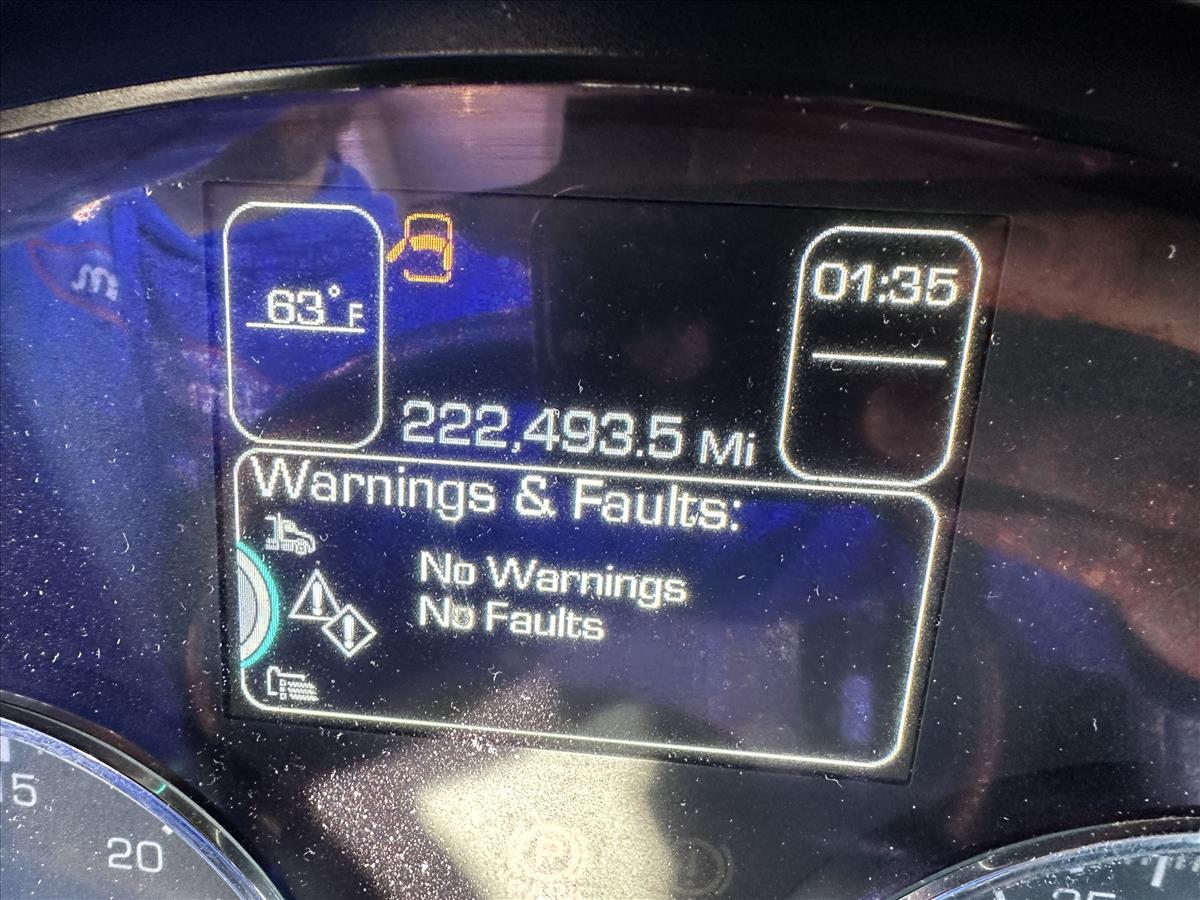 63°F
01:35
222,493.5 Mi
Warnings & Faults:
No Warnings
No Faults
15
20
P